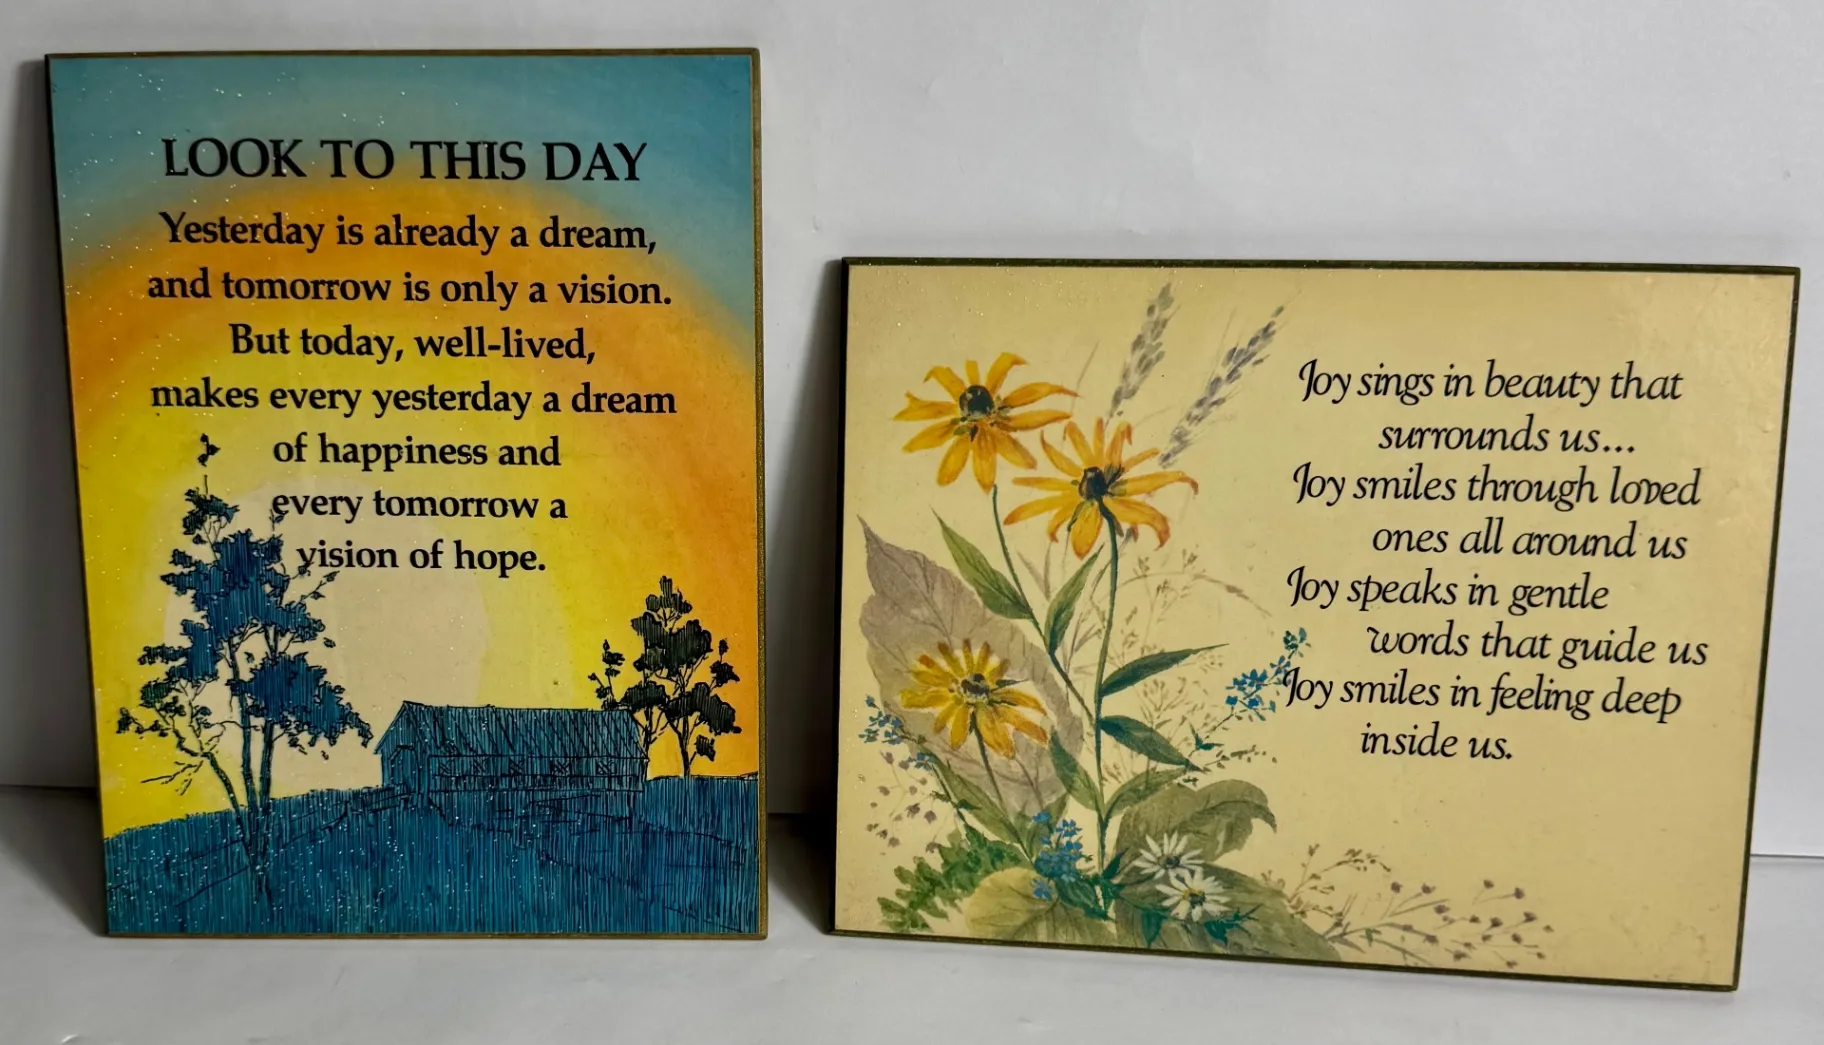 LOOK TO THIS DAY
Yesterday is already a dream,
and tomorrow is only a vision.
But today, well-lived,
makes every yesterday a dream
of happiness and
every tomorrow a
vision of hope.
Joy sings in beauty that
surrounds us...
Joy smiles through loved
ones all around us
Joy speaks in gentle
words that guide us
Joy smiles in feeling deep
inside us.